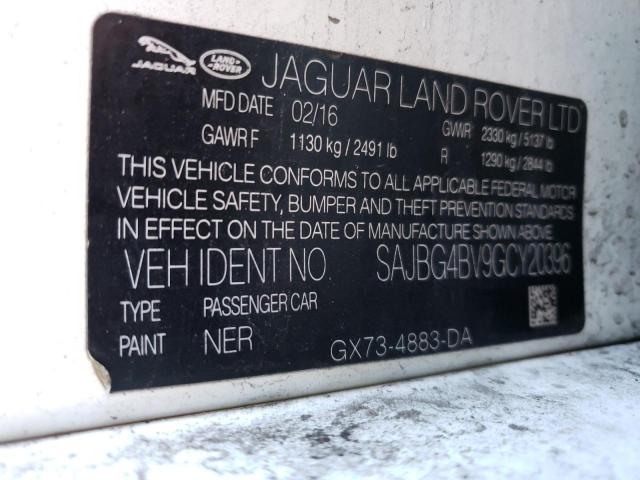 JAGUAR LAND ROVER JAGUAR LAND ROVER LTD
MFD DATE 02/16 GVWR 2330 kg / 5137 lb
GAWR F 1130 kg / 2491 lb R 1290 kg / 2844 lb
THIS VEHICLE CONFORMS TO ALL APPLICABLE FEDERAL MOTOR
VEHICLE SAFETY, BUMPER AND THEFT PREVENTION STANDARDS
IN EFFECT ON THE DATE OF MANUFACTURE SHOWN ABOVE.
VEH IDENT NO. SAJBG4BV9GCY20396
TYPE PASSENGER CAR
PAINT NER GX73-4883-DA